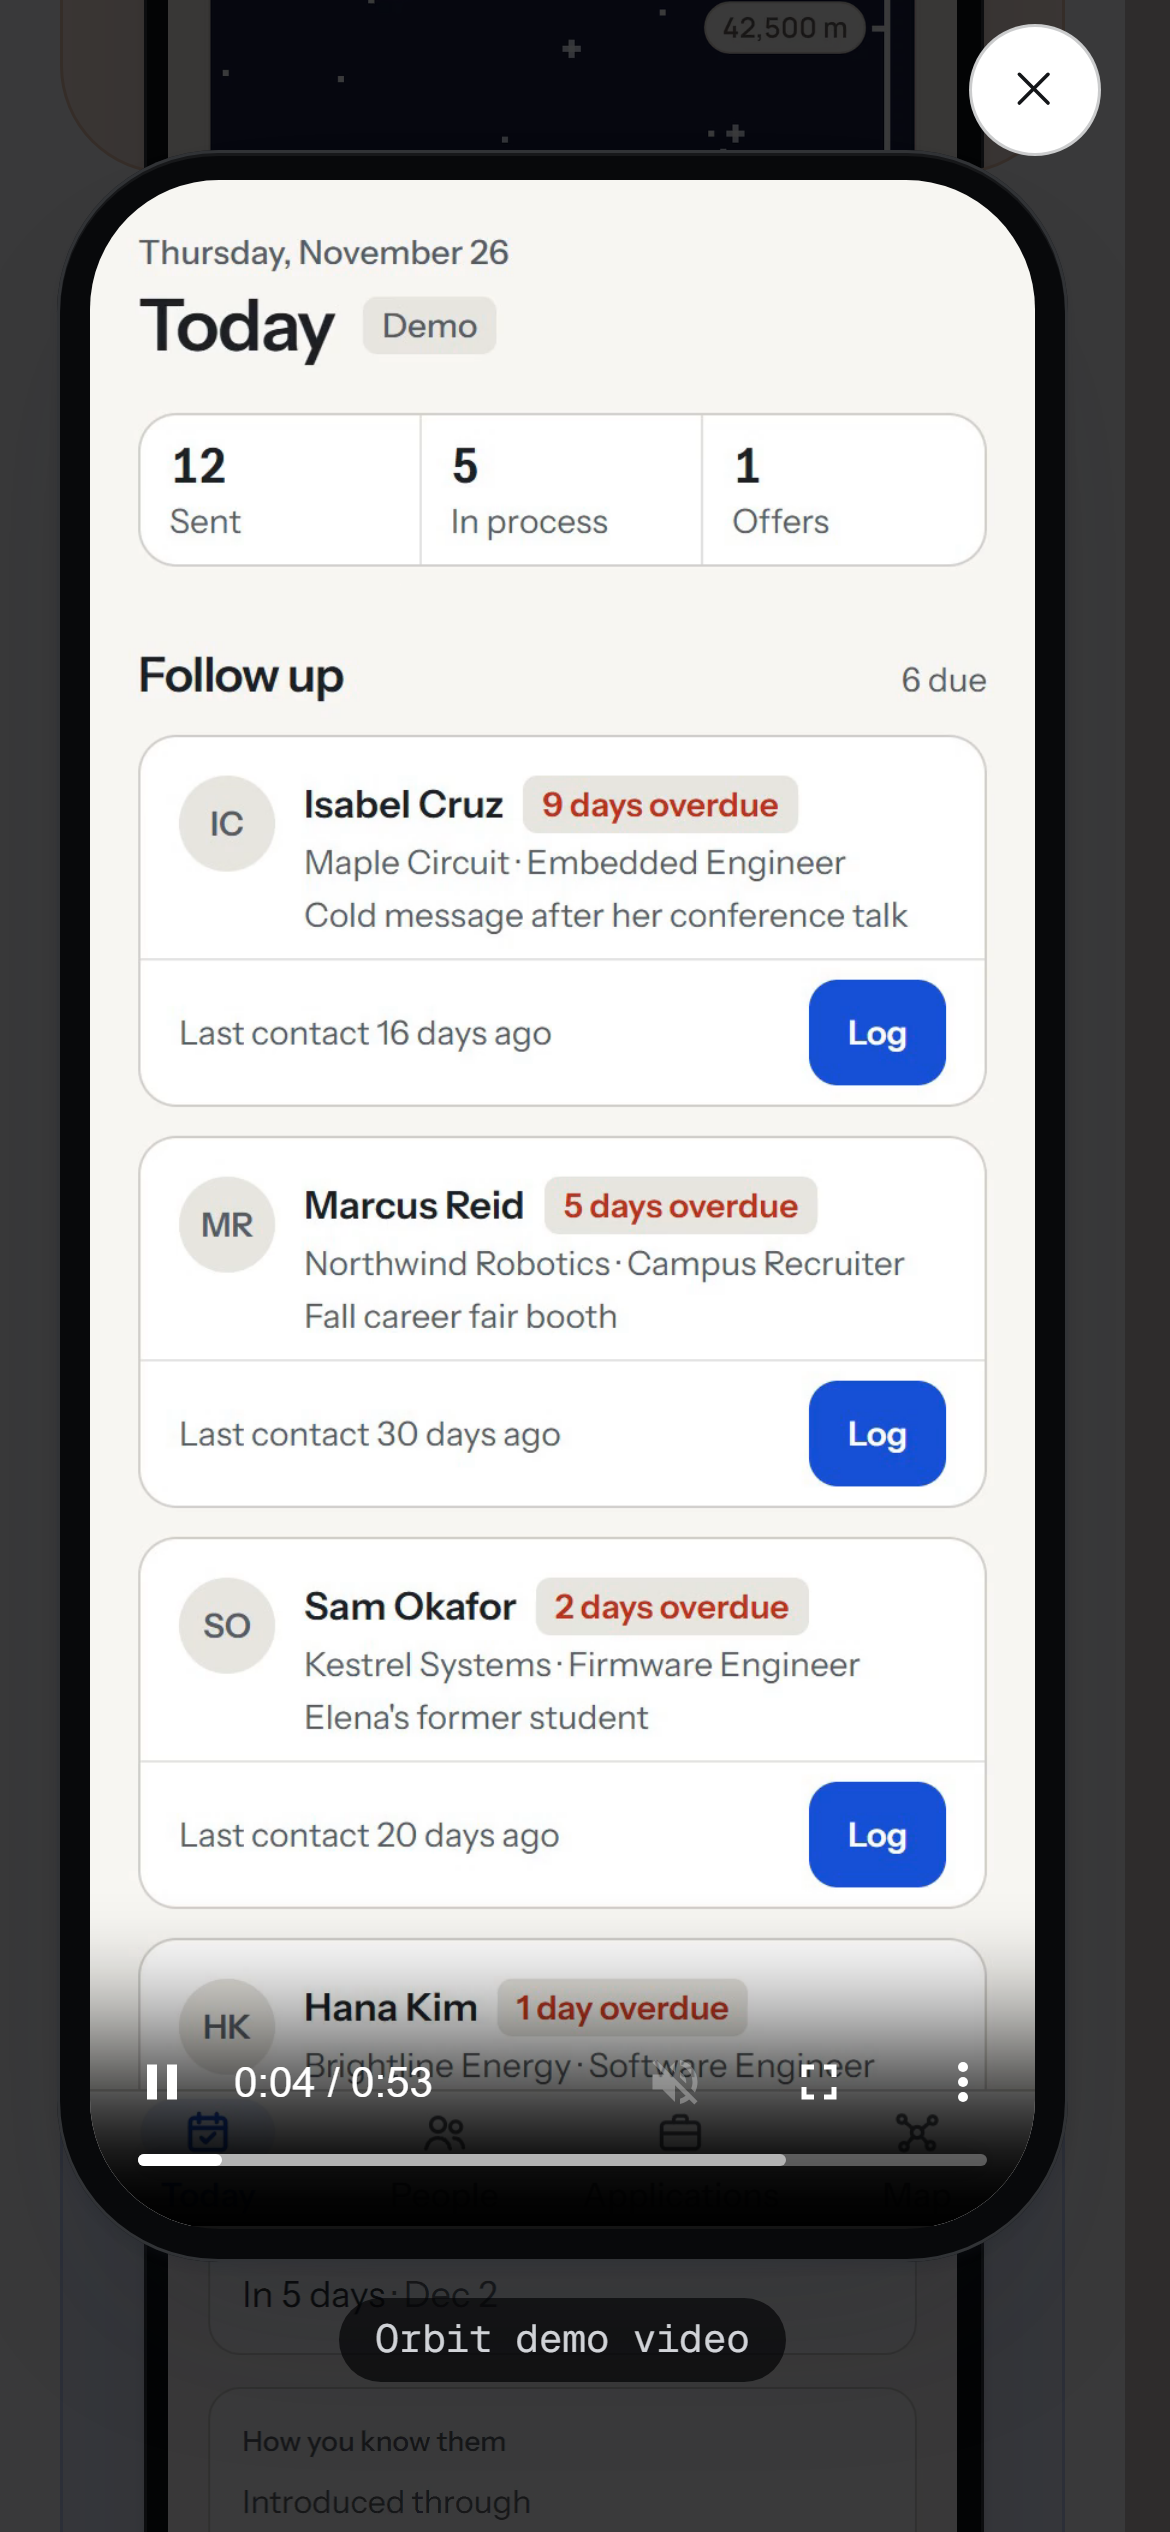 42,500 m
Thursday, November 26
Today
Demo
12
Sent
5
In process
1
Offers
Follow up
6 due
IC
Isabel Cruz
9 days overdue
Maple Circuit · Embedded Engineer
Cold message after her conference talk
Last contact 16 days ago
Log
MR
Marcus Reid
5 days overdue
Northwind Robotics · Campus Recruiter
Fall career fair booth
Last contact 30 days ago
Log
SO
Sam Okafor
2 days overdue
Kestrel Systems · Firmware Engineer
Elena's former student
Last contact 20 days ago
Log
HK
Hana Kim
1 day overdue
Brightline Energy · Software Engineer
0:04 / 0:53
Today
People
Applications
Map
In 5 days · Dec 2
Orbit demo video
How you know them
Introduced through